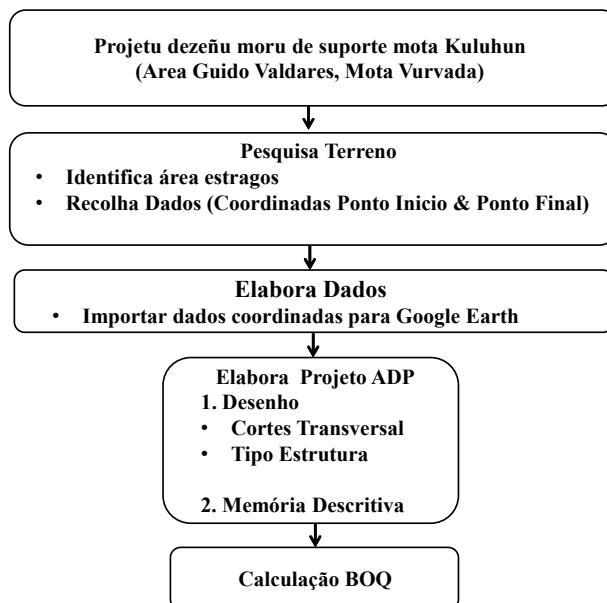 Projetu dezeñu moru de suporte mota Kuluhun
(Area Guido Valdares, Mota Vurvada)
Pesquisa Terreno
• Identifica área estragos
• Recolha Dados (Coordinadas Ponto Inicio & Ponto Final)
Elabora Dados
• Importar dados coordinadas para Google Earth
Elabora Projeto ADP
1. Desenho
• Cortes Transversal
• Tipo Estrutura
2. Memória Descritiva
Calculação BOQ